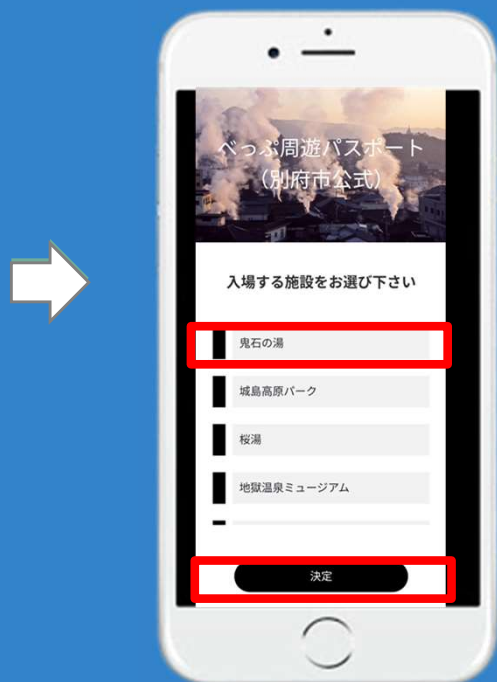 べっぷ周遊パスポート
（別府市公式）
入場する施設をお選び下さい
鬼石の湯
城島高原パーク
桜湯
地獄温泉ミュージアム
決定